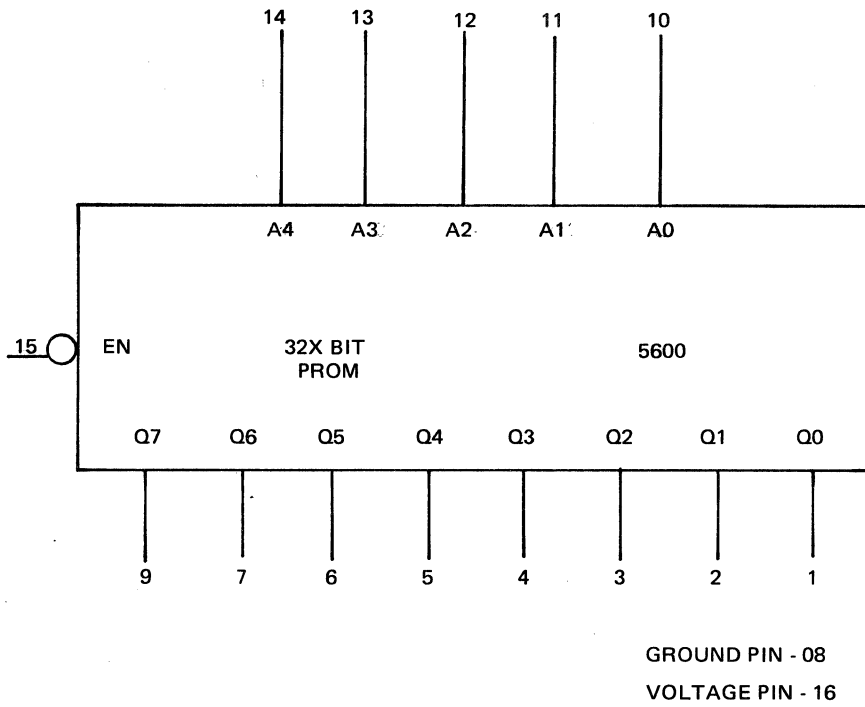 14 13 12 11 10
A4 A3 A2 A1 A0
15 EN 32X BIT 5600
PROM
Q7 Q6 Q5 Q4 Q3 Q2 Q1 Q0
9 7 6 5 4 3 2 1
GROUND PIN - 08
VOLTAGE PIN - 16